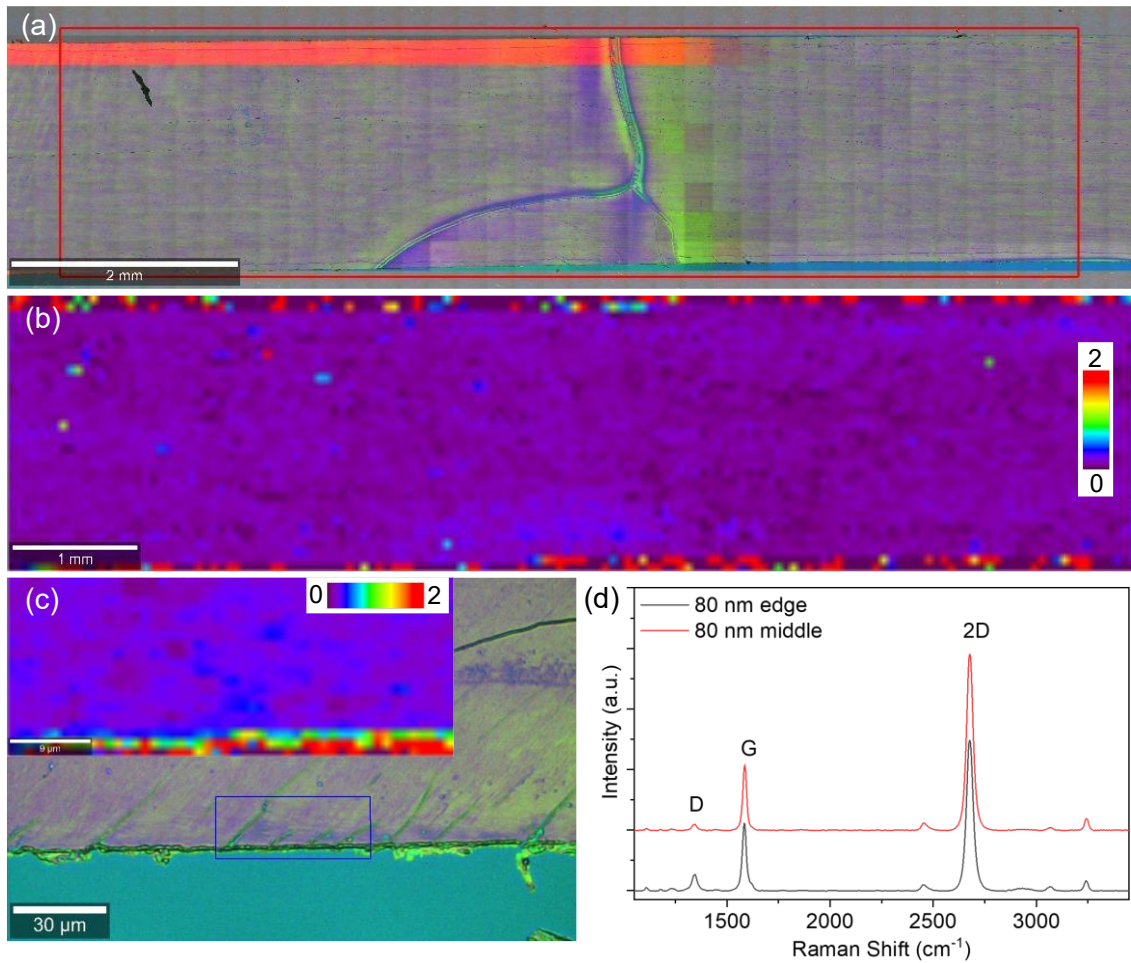 (a)
2 mm
(b)
2
0
1 mm
(c)
0
2
9 µm
30 µm
(d)
80 nm edge
80 nm middle
2D
G
D
Intensity (a.u.)
1500
2000
2500
3000
Raman Shift (cm⁻¹)